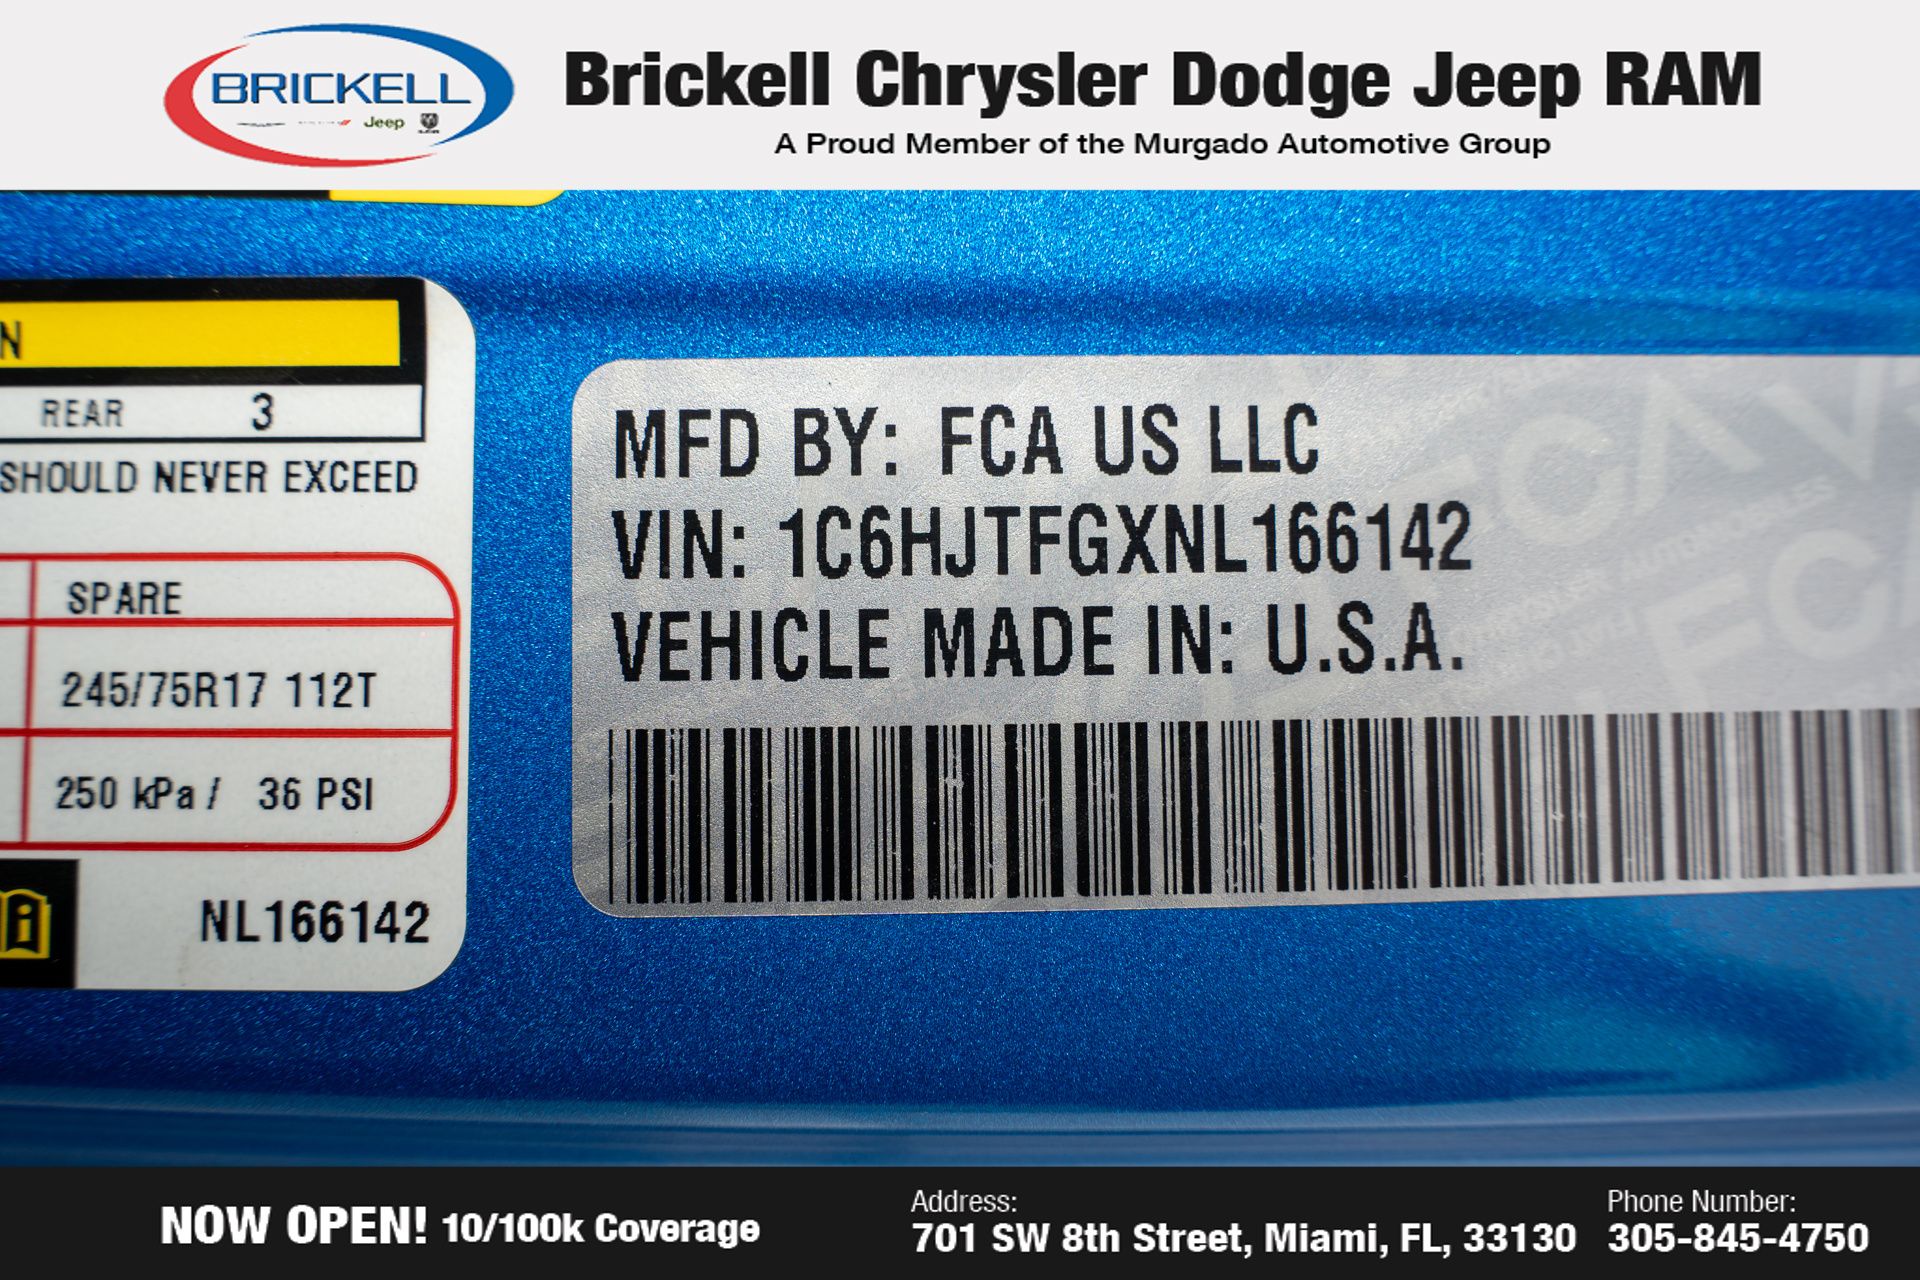 BRICKELL
Jeep
Brickell Chrysler Dodge Jeep RAM
A Proud Member of the Murgado Automotive Group
N
REAR 3
SHOULD NEVER EXCEED
SPARE
245/75R17 112T
250 kPa / 36 PSI
NL166142
MFD BY: FCA US LLC
VIN: 1C6HJTFGXNL166142
VEHICLE MADE IN: U.S.A.
NOW OPEN! 10/100k Coverage
Address:
701 SW 8th Street, Miami, FL, 33130
Phone Number:
305-845-4750